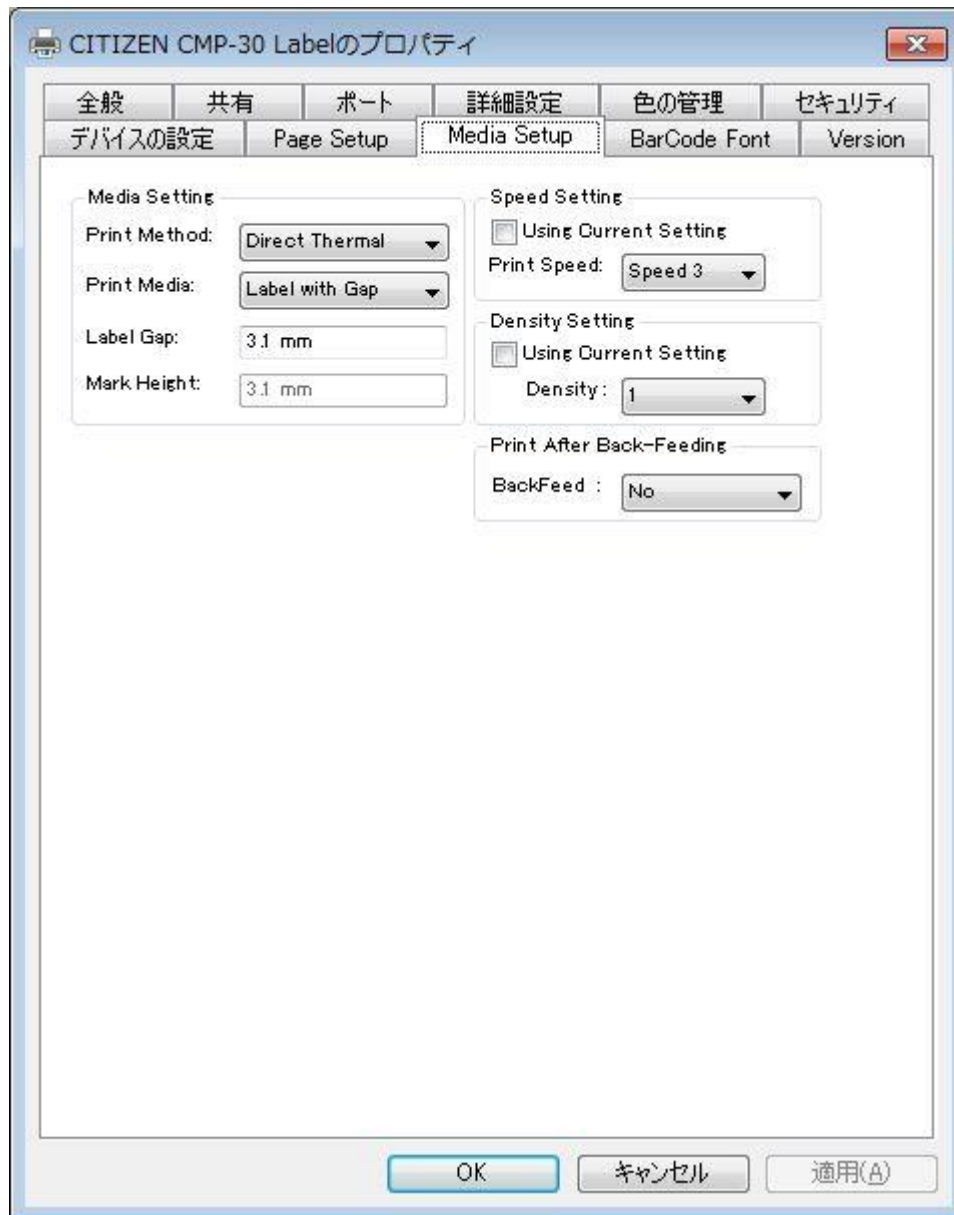 CITIZEN CMP-30 Labelのプロパティ
全般 共有 ポート 詳細設定 色の管理 セキュリティ
デバイスの設定 Page Setup Media Setup BarCode Font Version
Media Setting
Print Method: Direct Thermal
Print Media: Label with Gap
Label Gap: 3.1 mm
Mark Height: 3.1 mm
Speed Setting
Using Current Setting
Print Speed: Speed 3
Density Setting
Using Current Setting
Density : 1
Print After Back-Feeding
BackFeed : No
OK キャンセル 適用(A)